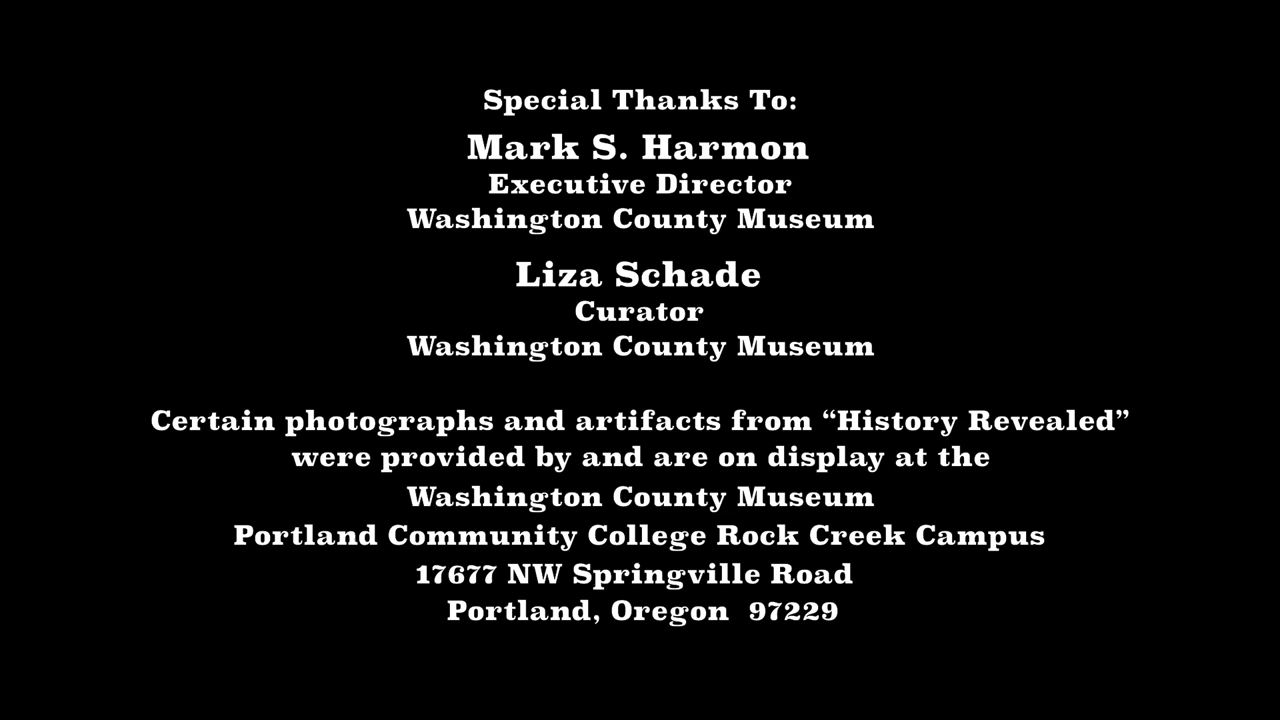 Special Thanks To:
Mark S. Harmon
Executive Director
Washington County Museum
Liza Schade
Curator
Washington County Museum
Certain photographs and artifacts from “History Revealed”
were provided by and are on display at the
Washington County Museum
Portland Community College Rock Creek Campus
17677 NW Springville Road
Portland, Oregon  97229